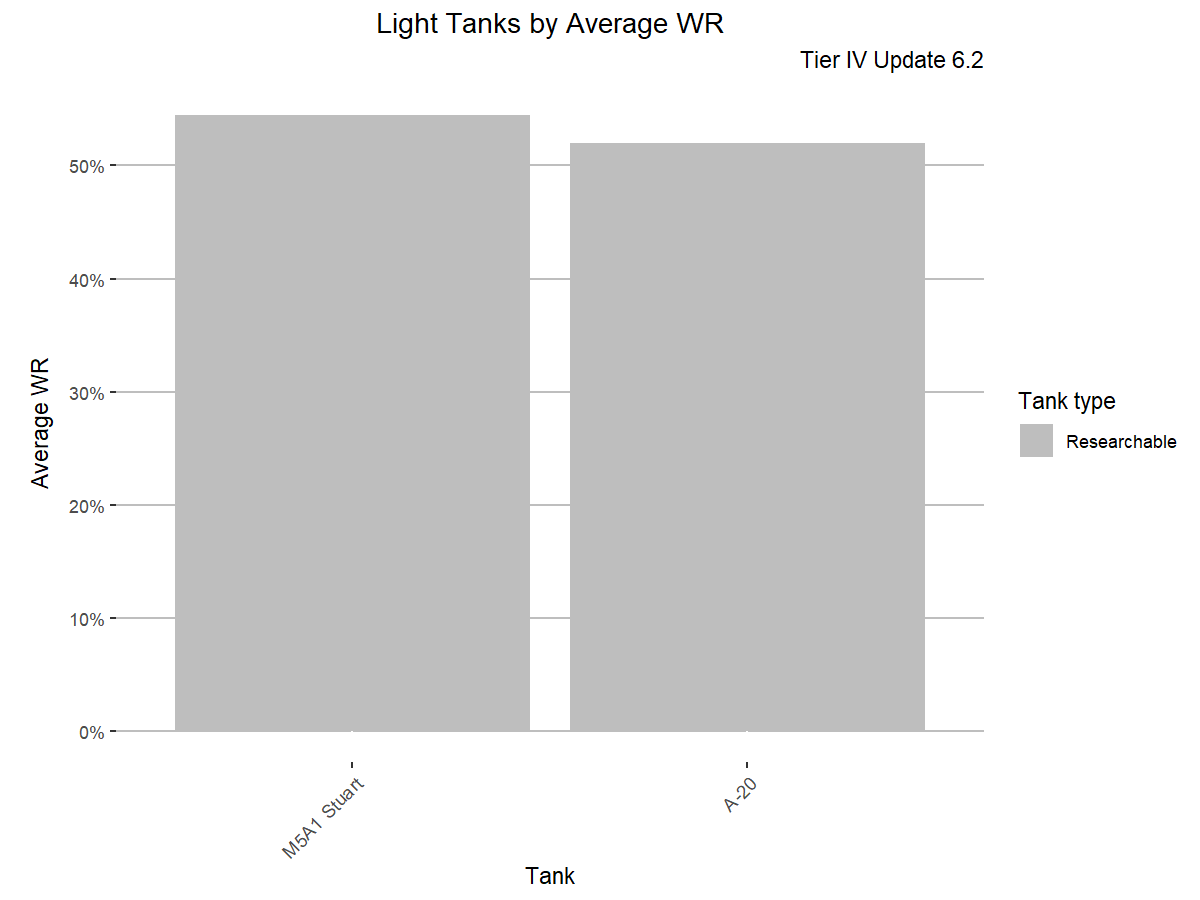 Light Tanks by Average WR
Tier IV Update 6.2
Average WR
50%
40%
30%
20%
10%
0%
M5A1 Stuart
A-20
Tank
Tank type
Researchable